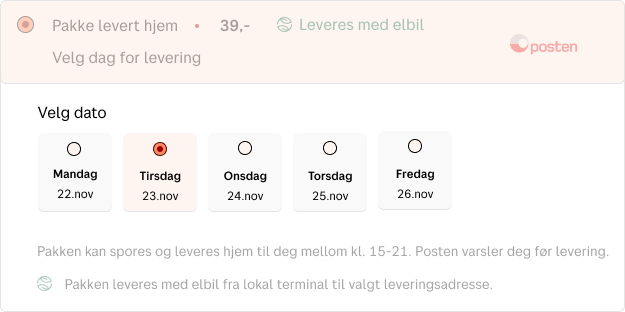 Pakke levert hjem • 39,- Leveres med elbil
Velg dag for levering
posten
Velg dato
Mandag Tirsdag Onsdag Torsdag Fredag
22.nov 23.nov 24.nov 25.nov 26.nov
Pakken kan spores og leveres hjem til deg mellom kl. 15-21. Posten varsler deg før levering.
Pakken leveres med elbil fra lokal terminal til valgt leveringsadresse.